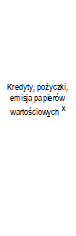 Kredyty, pożyczki,
emisja papierów
wartościowych x